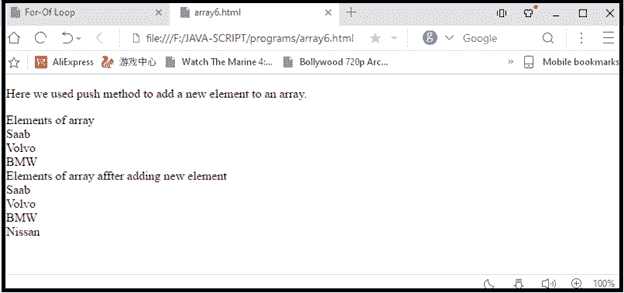 For-Of Loop
array6.html
file:///F:/JAVA-SCRIPT/programs/array6.html
Google
AliExpress 游戏中心 Watch The Marine 4:... Bollywood 720p Arc... » Mobile bookmarks
Here we used push method to add a new element to an array.
Elements of array
Saab
Volvo
BMW
Elements of array affter adding new element
Saab
Volvo
BMW
Nissan
100%